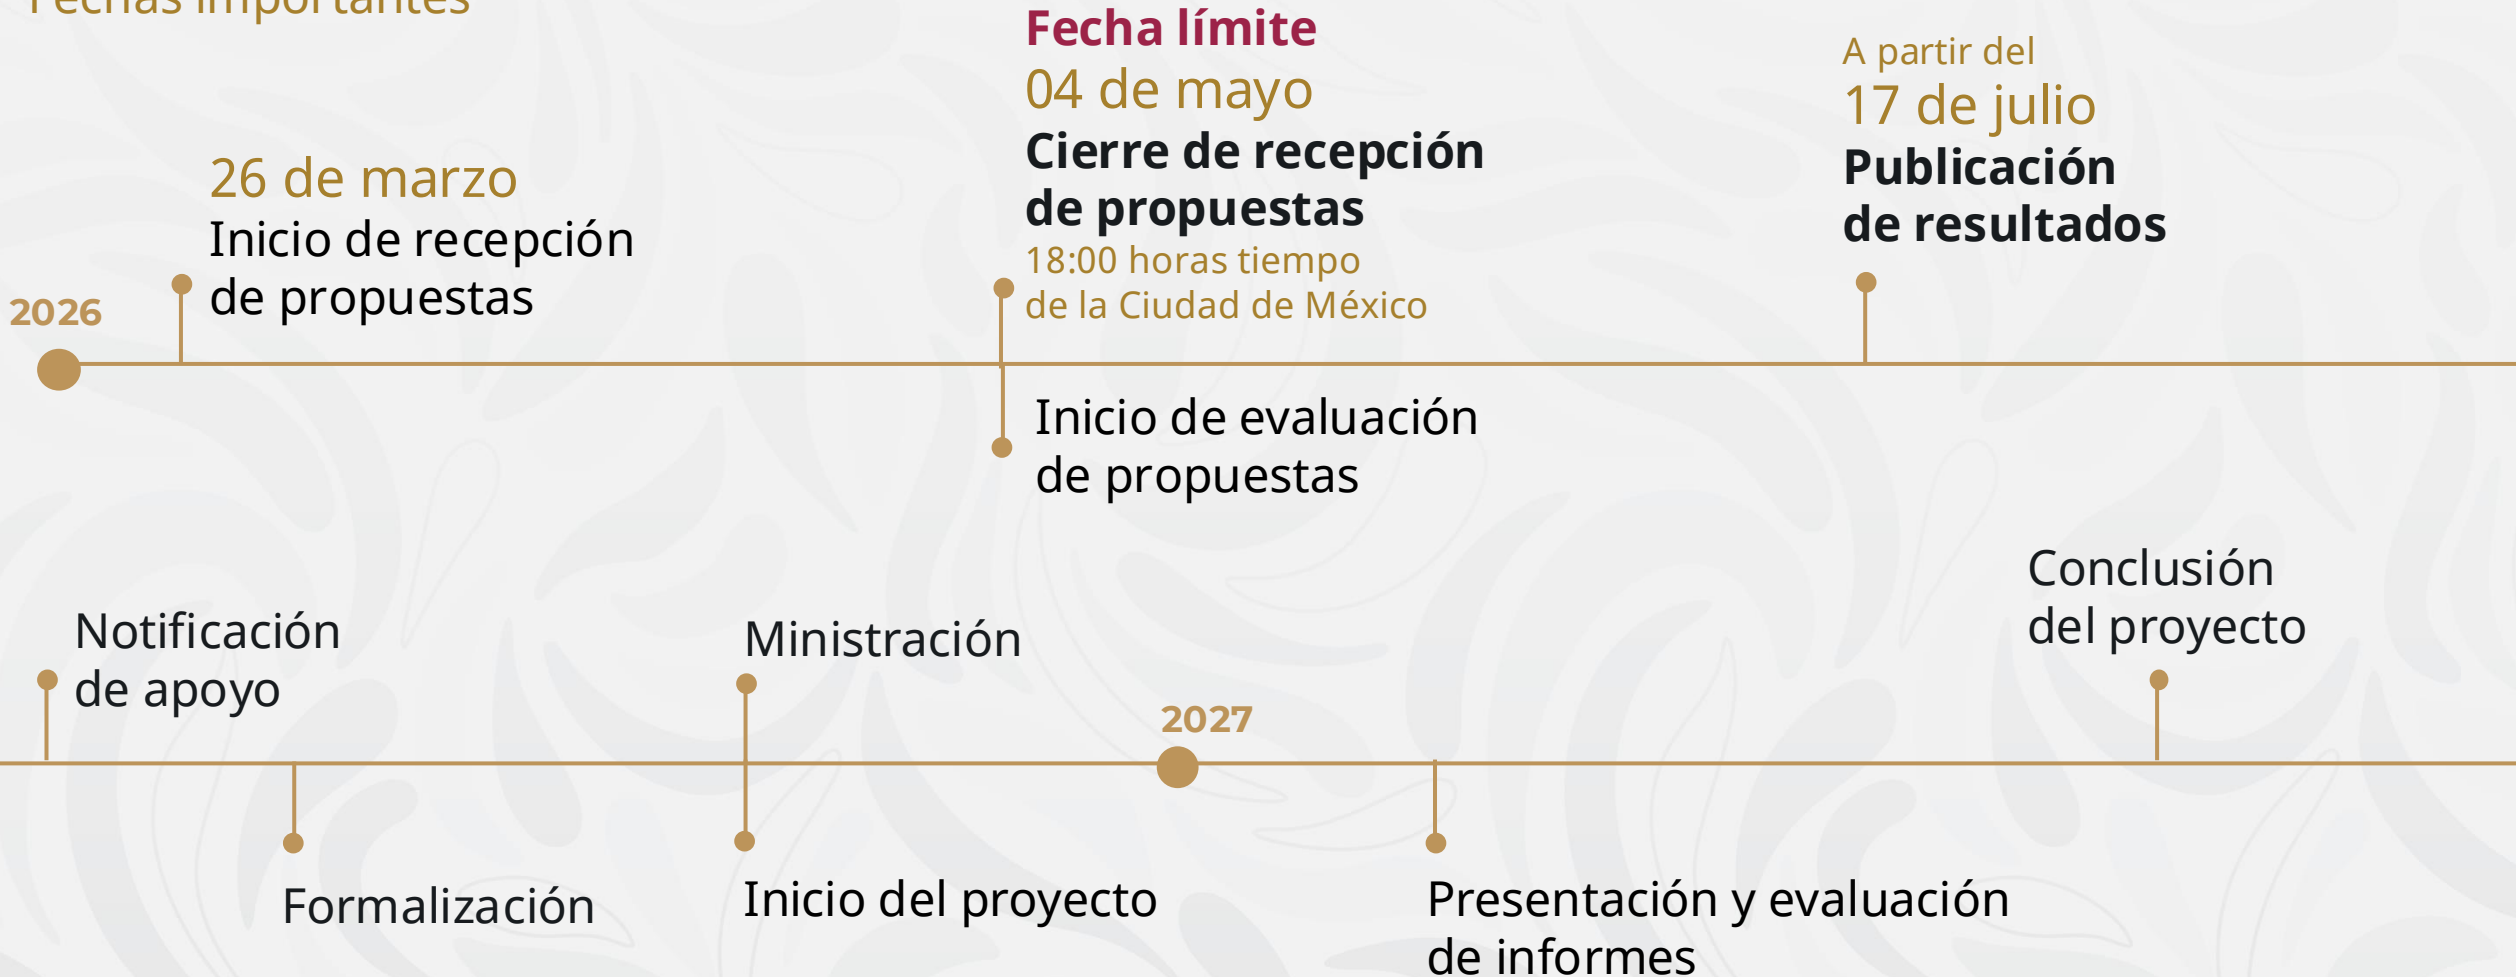 Fechas importantes
2026
26 de marzo
Inicio de recepción
de propuestas
Fecha límite
04 de mayo
Cierre de recepción
de propuestas
18:00 horas tiempo
de la Ciudad de México
Inicio de evaluación
de propuestas
A partir del
17 de julio
Publicación
de resultados
Notificación
de apoyo
Formalización
Ministración
Inicio del proyecto
2027
Presentación y evaluación
de informes
Conclusión
del proyecto